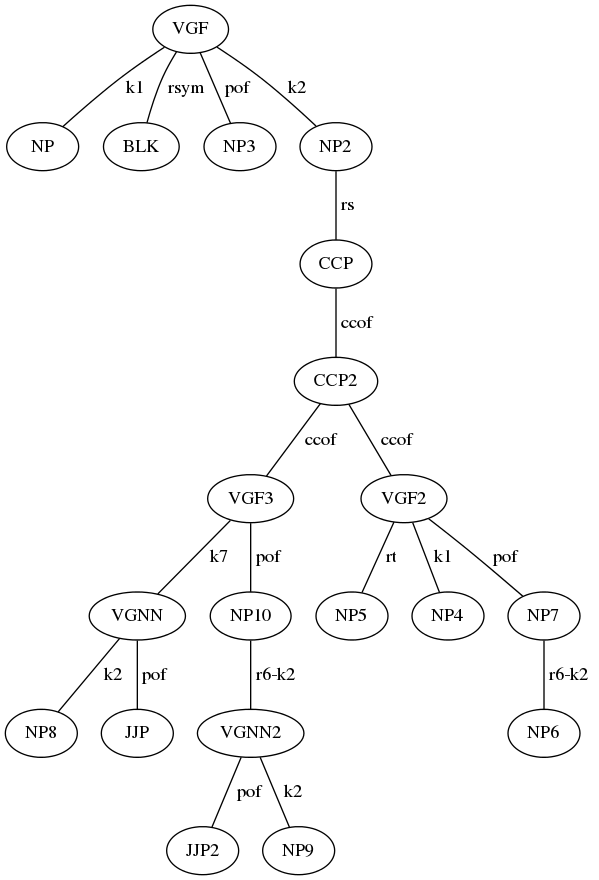 VGF
k1 rsym pof k2
NP BLK NP3 NP2
rs
CCP
ccof
CCP2
ccof ccof
VGF3 VGF2
k7 pof rt k1 pof
VGNN NP10 NP5 NP4 NP7
k2 pof r6-k2 r6-k2
NP8 JJP VGNN2 NP6
pof k2
JJP2 NP9